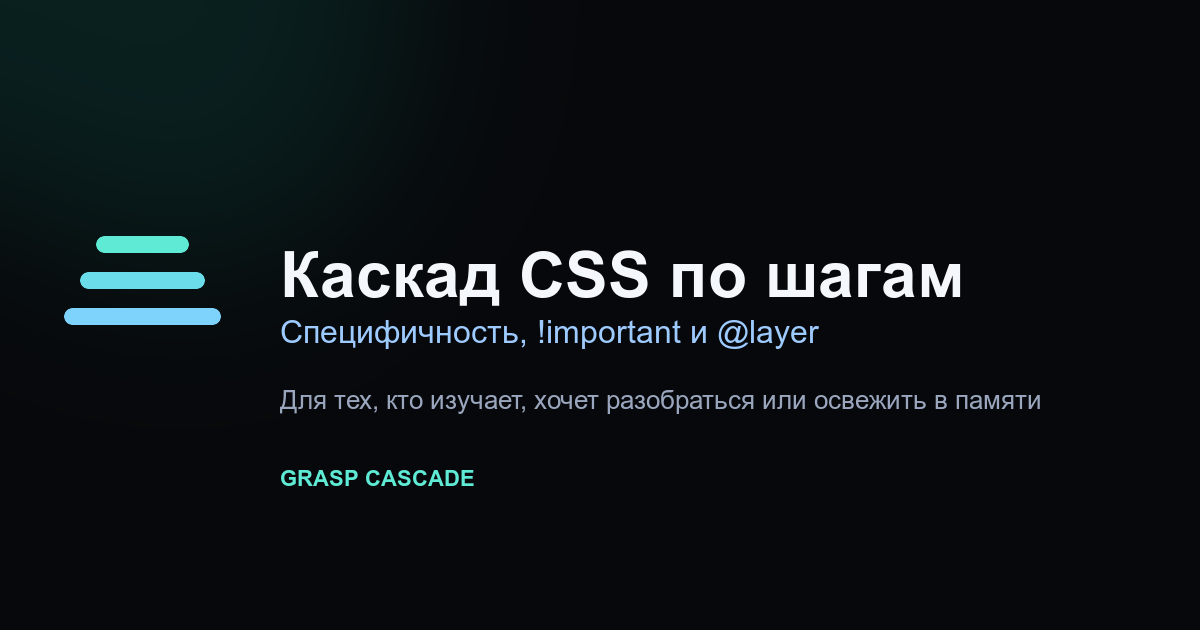 Каскад CSS по шагам
Специфичность, !important и @layer
Для тех, кто изучает, хочет разобраться или освежить в памяти
GRASP CASCADE